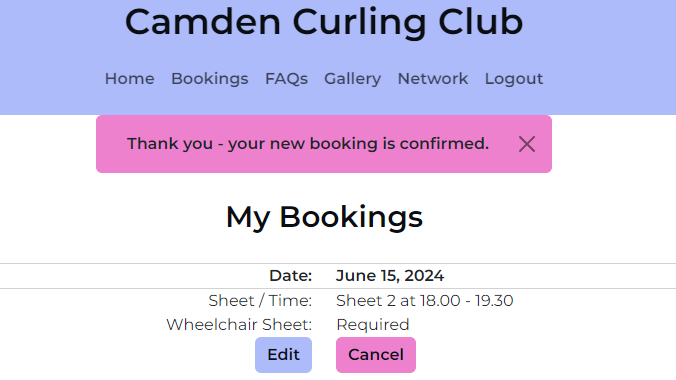 Camden Curling Club
Home Bookings FAQs Gallery Network Logout
Thank you - your new booking is confirmed.
My Bookings
Date: June 15, 2024
Sheet / Time: Sheet 2 at 18.00 - 19.30
Wheelchair Sheet: Required
Edit Cancel